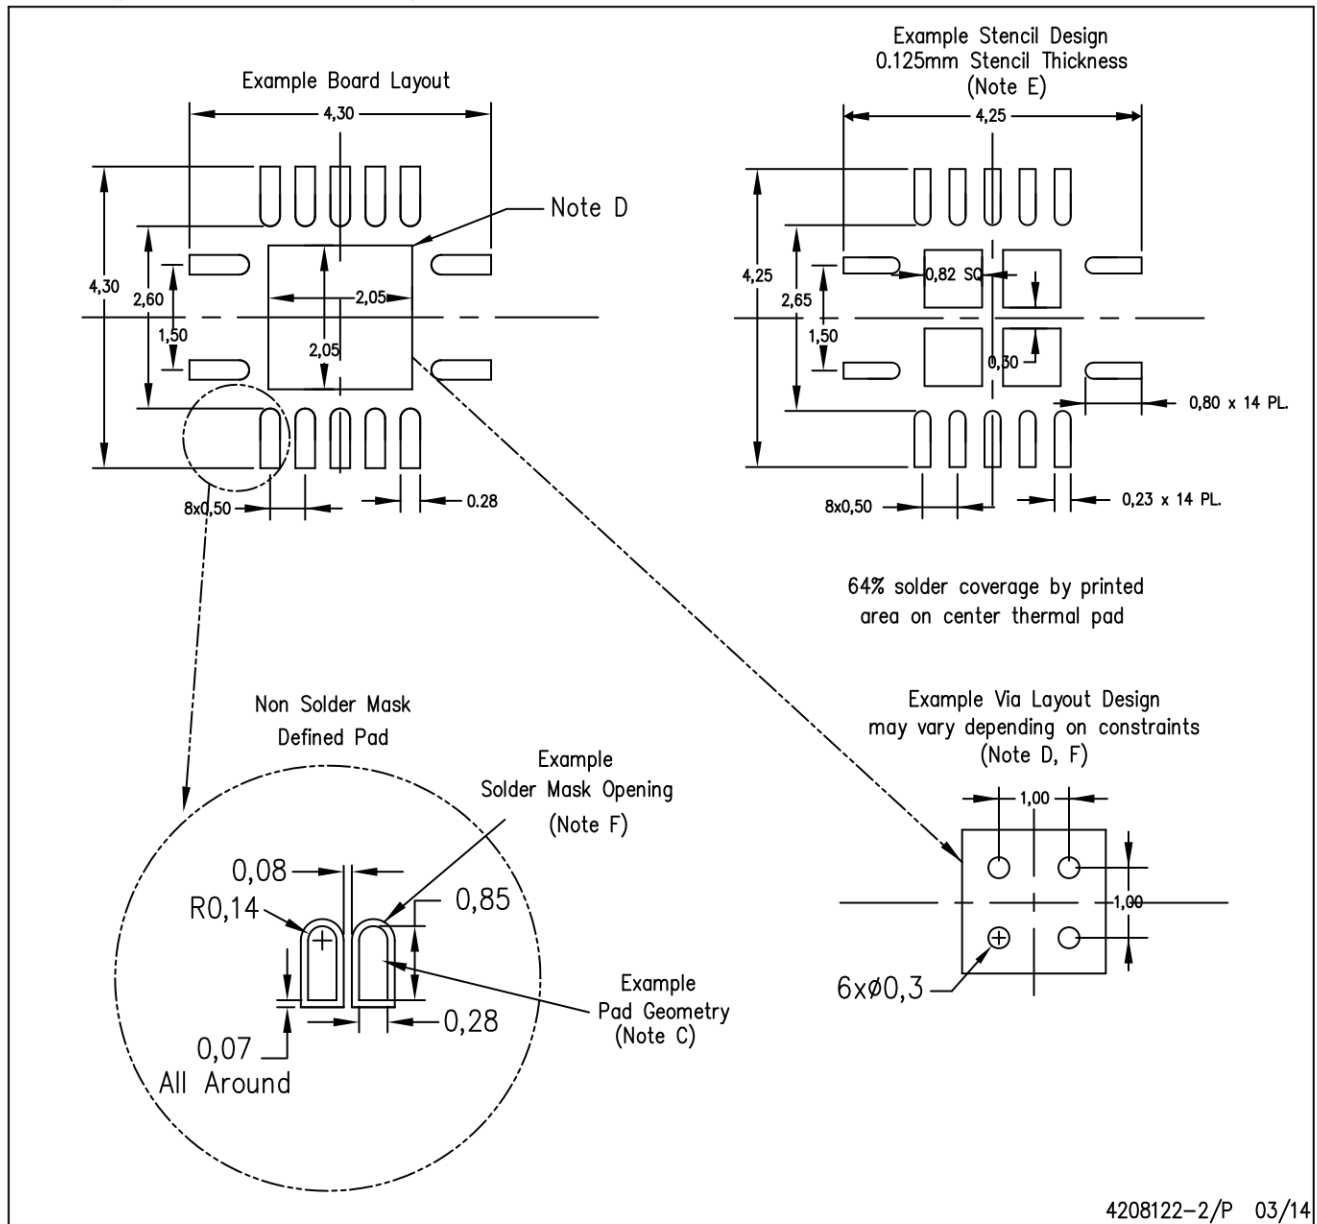 Example Board Layout
4,30
Note D
4,30
2,60
1,50
2,05
2,05
8x0,50
0.28
Example Stencil Design
0.125mm Stencil Thickness
(Note E)
4,25
4,25
2,65
1,50
0,82 SQ
0,30
0,80 x 14 PL.
8x0,50
0,23 x 14 PL.
64% solder coverage by printed
area on center thermal pad
Non Solder Mask
Defined Pad
Example
Solder Mask Opening
(Note F)
0,08
R0,14
0,85
0,28
0,07
All Around
Example
Pad Geometry
(Note C)
Example Via Layout Design
may vary depending on constraints
(Note D, F)
1,00
1,00
6xø0,3
4208122-2/P 03/14